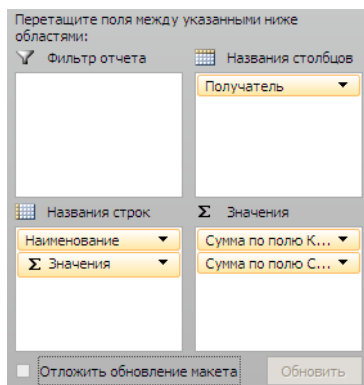 Перетащите поля между указанными ниже
областями:
Фильтр отчета
Названия столбцов
Получатель
Названия строк
Σ Значения
Наименование
Σ Значения
Сумма по полю К...
Сумма по полю С...
Отложить обновление макета
Обновить